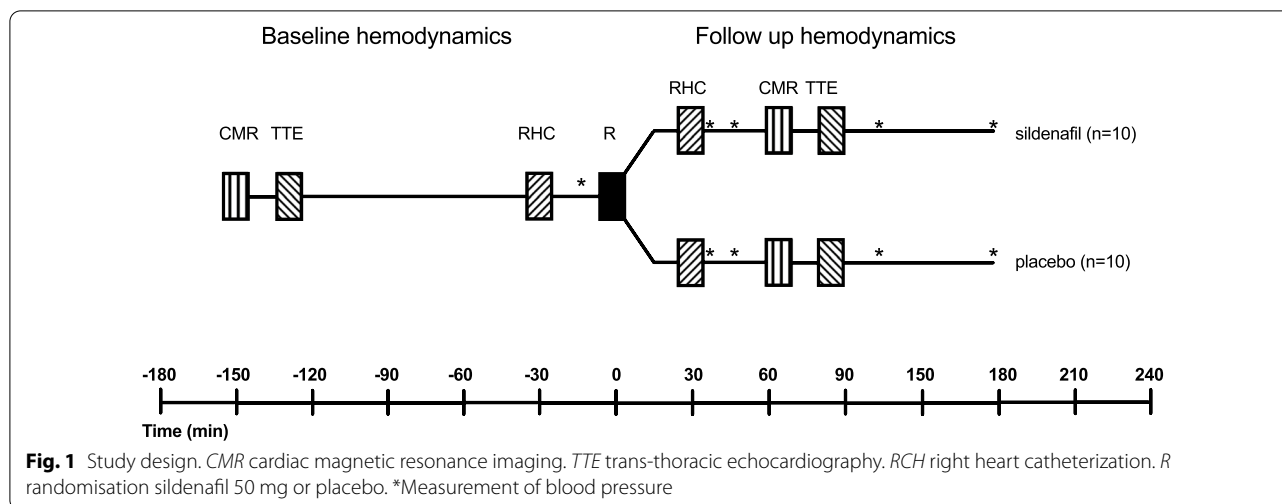 Baseline hemodynamics Follow up hemodynamics
RHC CMR TTE
* * * * sildenafil (n=10)
CMR TTE RHC R
*
* * * * placebo (n=10)
-180 -150 -120 -90 -60 -30 0 30 60 90 150 180 210 240
Time (min)
Fig. 1 Study design. CMR cardiac magnetic resonance imaging. TTE trans-thoracic echocardiography. RCH right heart catheterization. R
randomisation sildenafil 50 mg or placebo. *Measurement of blood pressure